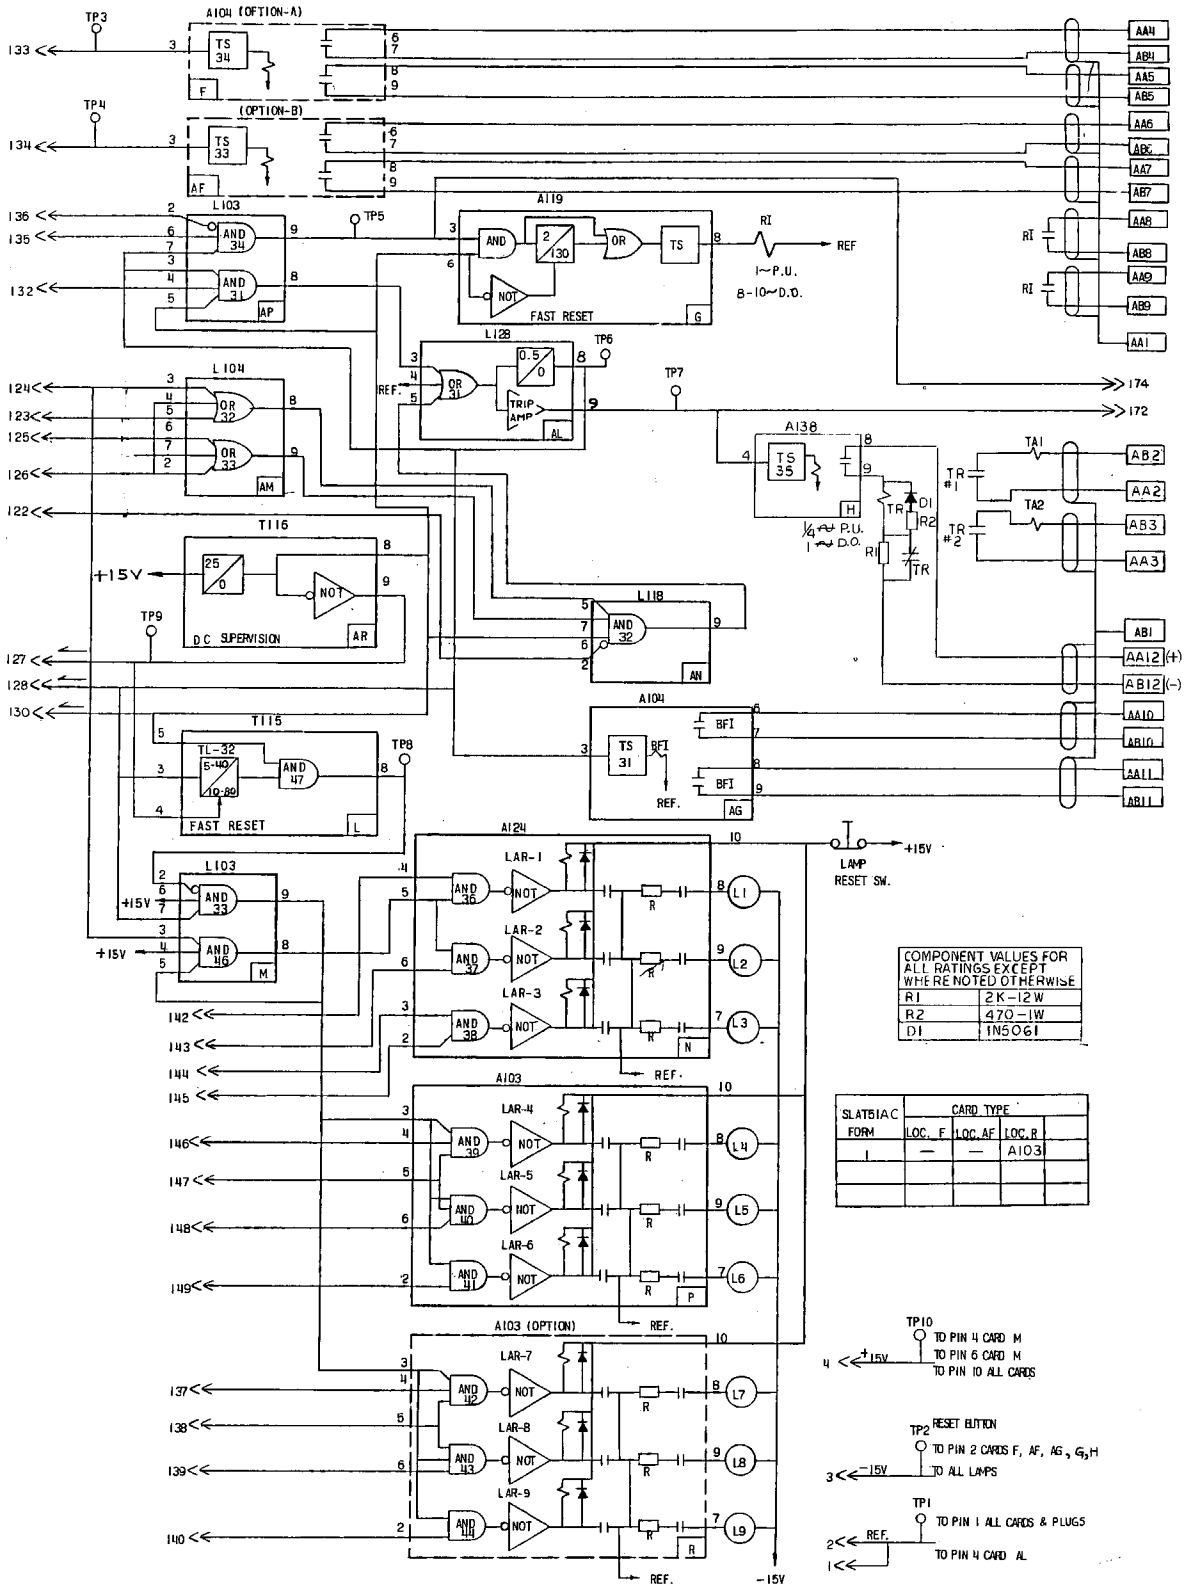 TP3
A104 (OPTION-A)
133
3
TS
34
F
6
7
8
9
AA4
AB4
AA5
AB5
TP4
(OPTION-B)
134
3
TS
33
AF
6
7
8
9
AA6
AB6
AA7
AB7
L103
136
135
132
2
6
7
3
4
5
AND
34
AND
31
9
8
AP
TP5
A119
3
6
AND
2
130
OR
TS
NOT
FAST RESET
G
8
RI
REF
1~P.U.
8-10~D.O.
RI
RI
AA8
AB8
AA9
AB9
AA1
L128
3
4
5
REF.
OR
31
0.5
0
TRIP
AMP
AL
8
9
TP6
TP7
174
172
L104
124
123
125
126
122
3
4
5
6
7
2
OR
32
OR
33
8
9
AM
A138
4
TS
35
H
8
9
1/4 ~ P.U.
1 ~ D.O.
TR
D1
R2
R1
TR
TR
#1
TA1
TR
#2
TA2
AB2
AA2
AB3
AA3
T116
+15V
25
0
NOT
8
9
DC SUPERVISION
AR
TP9
127
128
130
L118
5
7
6
2
AND
32
9
AN
AB1
AA12 (+)
AB12 (-)
AA10
AB10
AA11
AB11
A104
3
TS
31
BFI
REF.
BFI
BFI
6
7
8
9
AG
T115
5
3
4
TL-32
5-40
10-80
AND
47
8
FAST RESET
L
TP8
L103
2
6
7
3
4
5
+15V
+15V
AND
33
AND
46
9
8
M
A124
4
5
6
3
2
AND
36
AND
37
AND
38
LAR-1
NOT
LAR-2
NOT
LAR-3
NOT
R
R
R
10
8
9
7
L1
L2
L3
N
REF.
LAMP
RESET SW.
+15V
142
143
144
145
COMPONENT VALUES FOR
ALL RATINGS EXCEPT
WHERE NOTED OTHERWISE
R1 2K-12W
R2 470-1W
D1 1N5061
A103
146
147
148
149
3
4
5
6
2
AND
39
AND
40
AND
41
LAR-4
NOT
LAR-5
NOT
LAR-6
NOT
R
R
R
10
8
9
7
L4
L5
L6
P
REF.
SLAT51AC
FORM
CARD TYPE
LOC. F LOC. AF LOC. R
1 — — A103
A103 (OPTION)
137
138
139
140
3
4
5
6
2
AND
42
AND
43
AND
44
LAR-7
NOT
LAR-8
NOT
LAR-9
NOT
R
R
R
10
8
9
7
L7
L8
L9
R
REF.
-15V
TP10
4 +15V
TO PIN 4 CARD M
TO PIN 6 CARD M
TO PIN 10 ALL CARDS
RESET BUTTON
TP2
3 -15V
TO PIN 2 CARDS F, AF, AG, G, H
TO ALL LAMPS
TP1
2 REF.
1
TO PIN 1 ALL CARDS & PLUGS
TO PIN 4 CARD AL